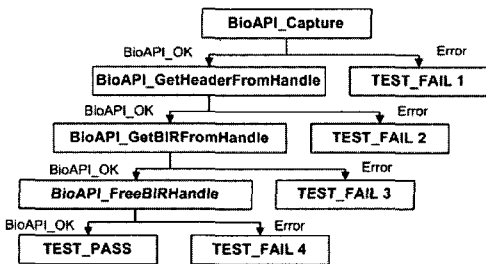 BioAPI_Capture
BioAPI_OK
Error
BioAPI_GetHeaderFromHandle
TEST_FAIL 1
BioAPI_OK
Error
BioAPI_GetBIRFromHandle
TEST_FAIL 2
BioAPI_OK
Error
BioAPI_FreeBIRHandle
TEST_FAIL 3
BioAPI_OK
Error
TEST_PASS
TEST_FAIL 4